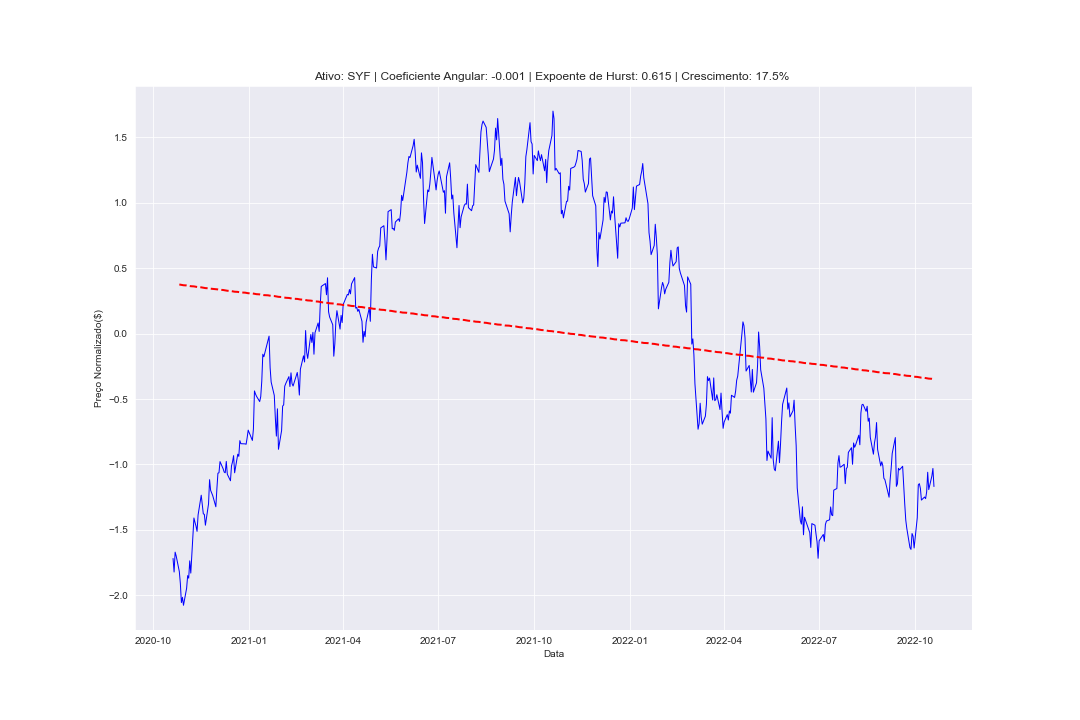 Ativo: SYF | Coeficiente Angular: -0.001 | Expoente de Hurst: 0.615 | Crescimento: 17.5%
Preço Normalizado($)
1.5
1.0
0.5
0.0
−0.5
−1.0
−1.5
−2.0
2020-10 2021-01 2021-04 2021-07 2021-10 2022-01 2022-04 2022-07 2022-10
Data